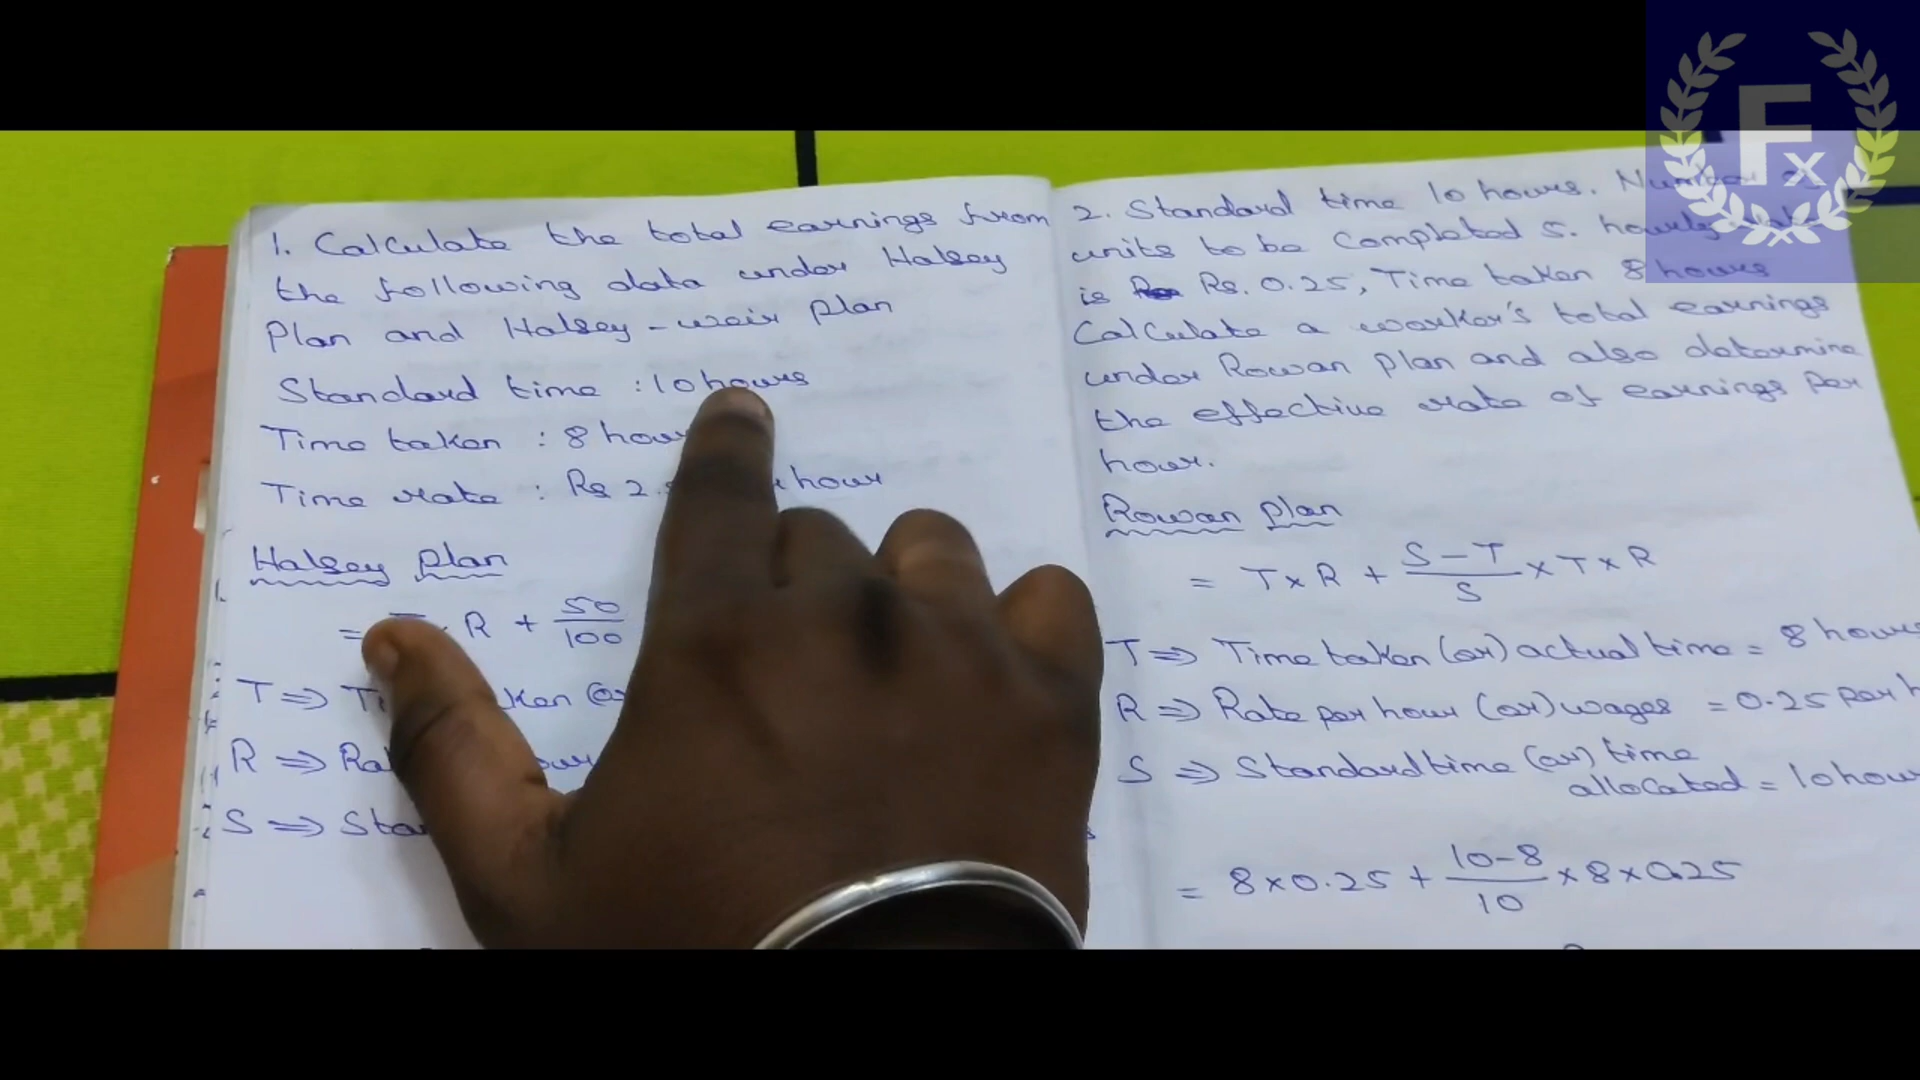 1. Calculate the total earnings from
the following data under Halsey
Plan and Halsey - weir plan
Standard time : 10 hours
Time taken : 8
Time rate : Rs 2. hour
Halsey plan
= R + 50/100
T ⇒
R ⇒
S ⇒
2. Standard time 10 hours.
units to be completed 5. hourly
is Rs. 0.25, Time taken 8 hours
Calculate a worker's total earnings
under Rowan plan and also determine
the effective rate of earnings per
hour.
Rowan plan
= T × R + S - T/S × T × R
T ⇒ Time taken (or) actual time = 8 hours
R ⇒ Rate per hour (or) wages = 0.25 per h
S ⇒ Standard time (or) time
allocated = 10 hour
= 8 × 0.25 + 10-8/10 × 8 × 0.25
Fx